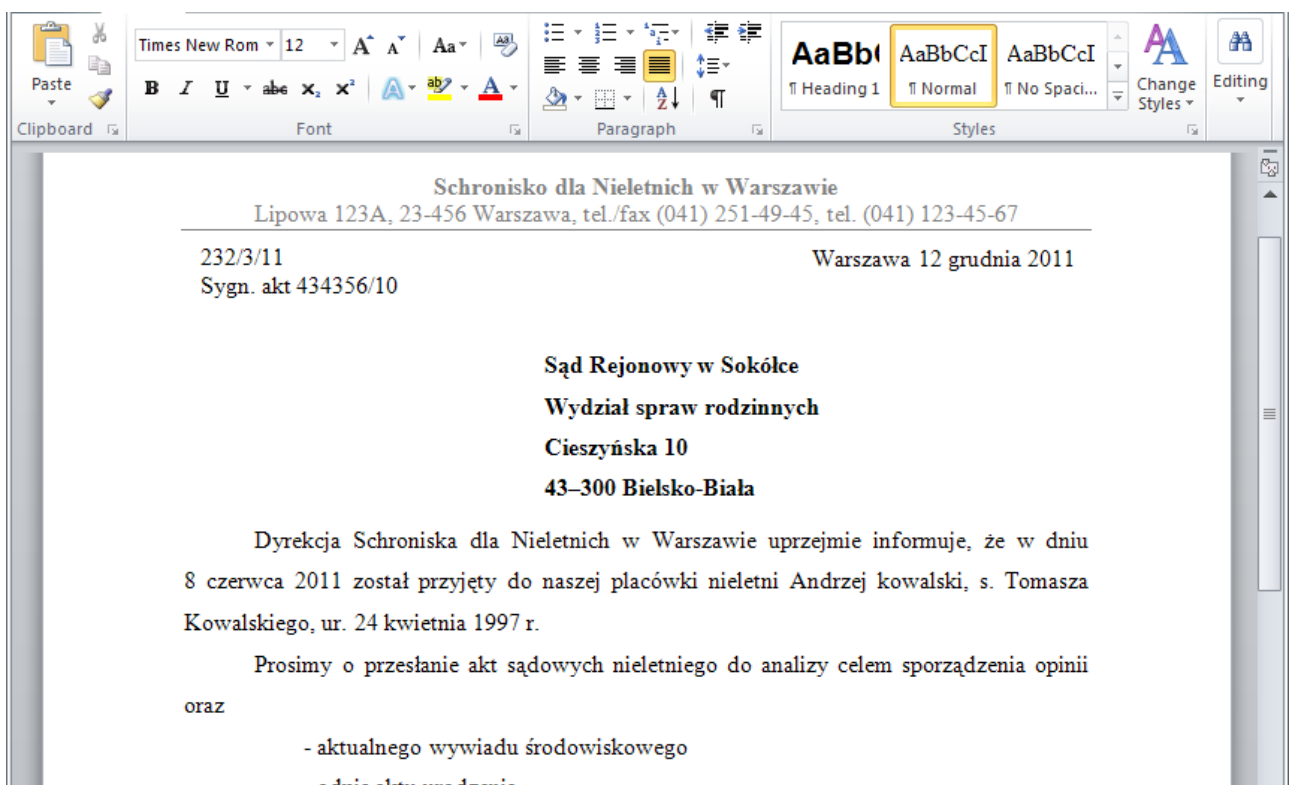 Times New Rom 12 Aa
Paste
B I U abc X₂ X² A ab A
AaBb( AaBbCcI AaBbCcI
¶ Heading 1 ¶ Normal ¶ No Spaci...
Change Styles
Editing
Clipboard Font Paragraph Styles
Schronisko dla Nieletnich w Warszawie
Lipowa 123A, 23-456 Warszawa, tel./fax (041) 251-49-45, tel. (041) 123-45-67
232/3/11 Warszawa 12 grudnia 2011
Sygn. akt 434356/10
Sąd Rejonowy w Sokółce
Wydział spraw rodzinnych
Cieszyńska 10
43–300 Bielsko-Biała
Dyrekcja Schroniska dla Nieletnich w Warszawie uprzejmie informuje, że w dniu
8 czerwca 2011 został przyjęty do naszej placówki nieletni Andrzej kowalski, s. Tomasza
Kowalskiego, ur. 24 kwietnia 1997 r.
Prosimy o przesłanie akt sądowych nieletniego do analizy celem sporządzenia opinii
oraz
- aktualnego wywiadu środowiskowego